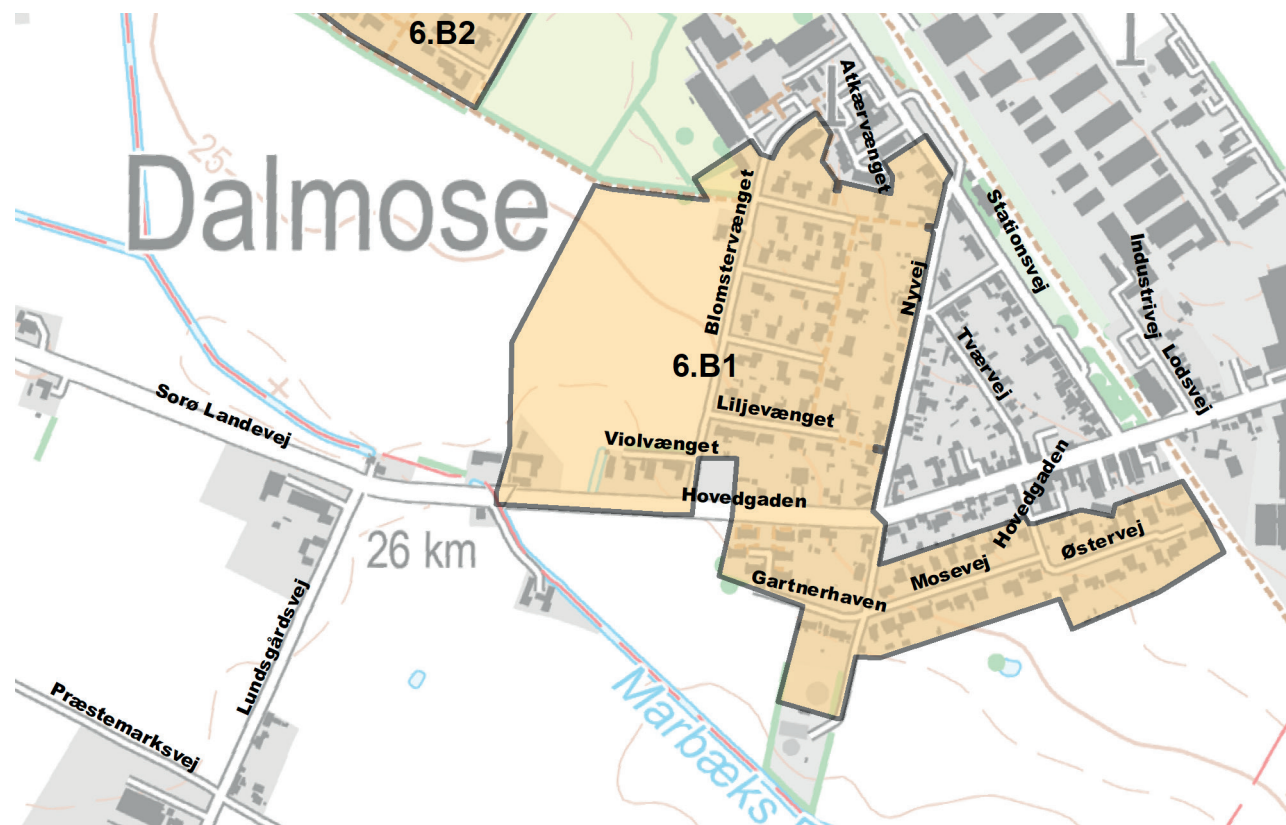 6.B2
Atkærvænget
25
Dalmose
Blomstervænget
Stationsvej
Nyvej
Industrivej
Lodsvej
Tværvej
6.B1
Sorø Landevej
Liljevænget
Violvænget
Hovedgaden
Hovedgaden
26 km
Østervej
Mosevej
Gartnerhaven
Lundsgårdsvej
Præstemarksvej
Marbæks